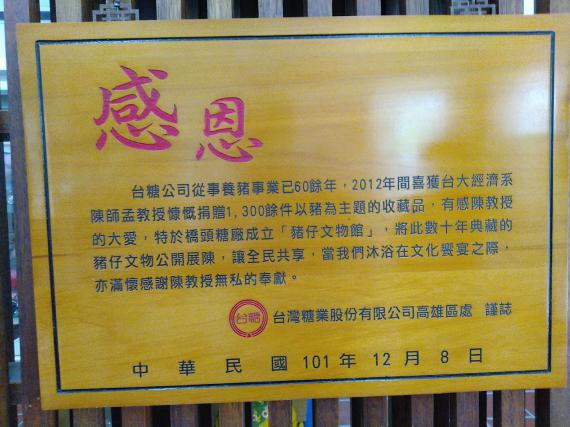 感恩
台糖公司從事養豬事業已60餘年，2012年間喜獲台大經濟系
陳師孟教授慷慨捐贈1,300餘件以豬為主題的收藏品，有感陳教授
的大愛，特於橋頭糖廠成立「豬仔文物館」，將此數十年典藏的
豬仔文物公開展陳，讓全民共享，當我們沐浴在文化饗宴之際，
亦滿懷感謝陳教授無私的奉獻。
台糖 台灣糖業股份有限公司高雄區處 謹誌
中華民國101年12月8日